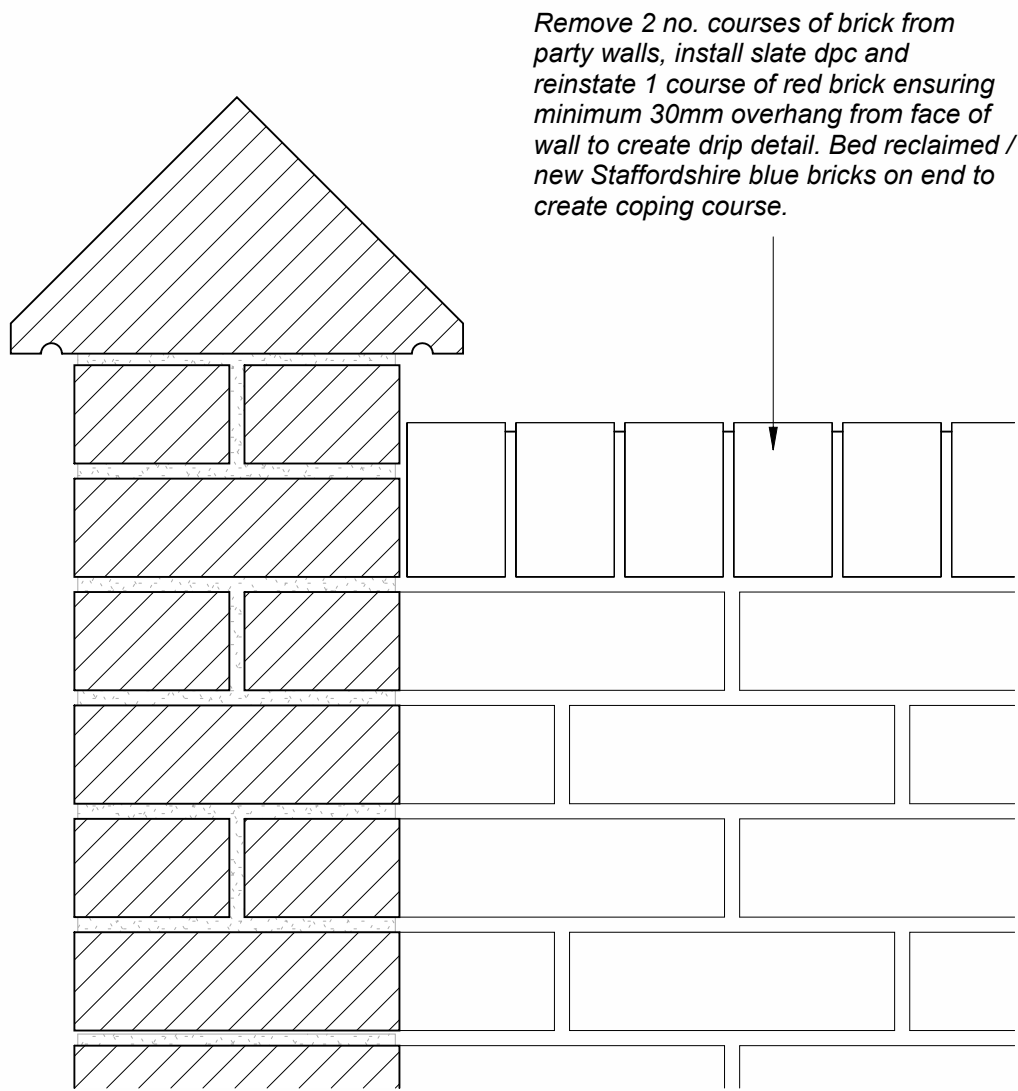 Remove 2 no. courses of brick from
party walls, install slate dpc and
reinstate 1 course of red brick ensuring
minimum 30mm overhang from face of
wall to create drip detail. Bed reclaimed /
new Staffordshire blue bricks on end to
create coping course.